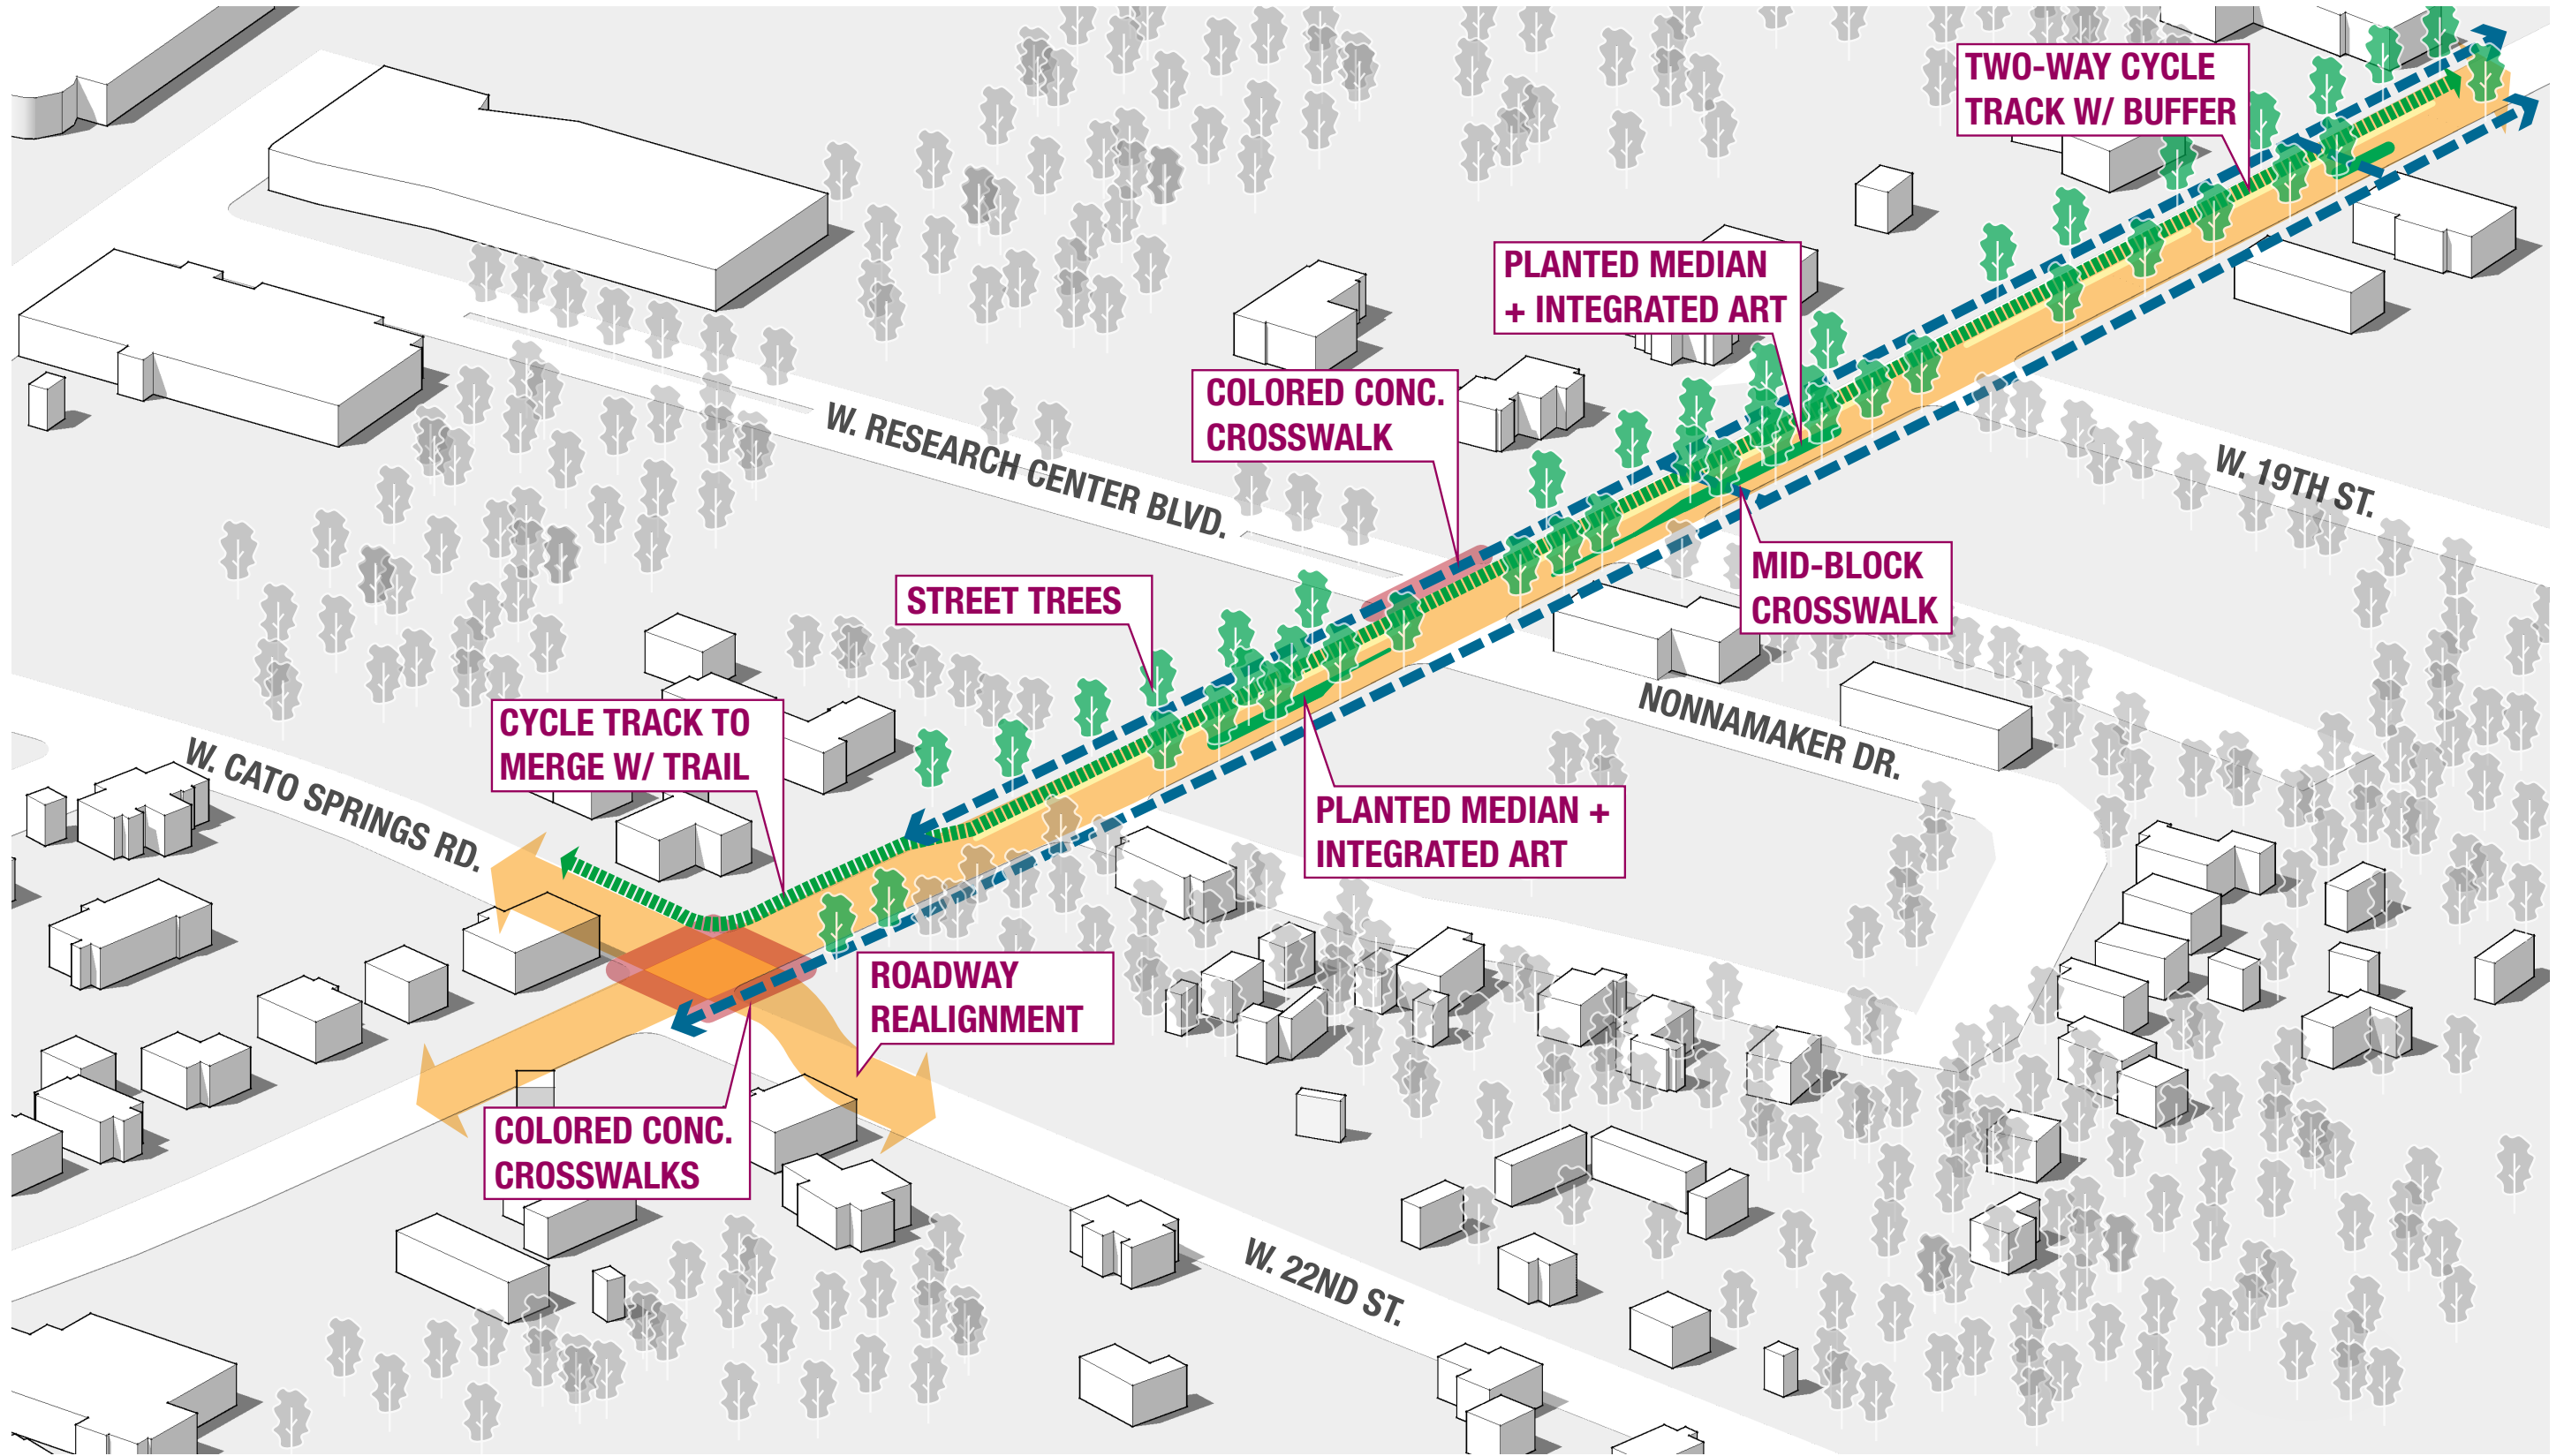 TWO-WAY CYCLE
TRACK W/ BUFFER
PLANTED MEDIAN
+ INTEGRATED ART
COLORED CONC.
CROSSWALK
W. RESEARCH CENTER BLVD.
W. 19TH ST.
MID-BLOCK
CROSSWALK
STREET TREES
NONNAMAKER DR.
CYCLE TRACK TO
MERGE W/ TRAIL
W. CATO SPRINGS RD.
PLANTED MEDIAN +
INTEGRATED ART
ROADWAY
REALIGNMENT
COLORED CONC.
CROSSWALKS
W. 22ND ST.